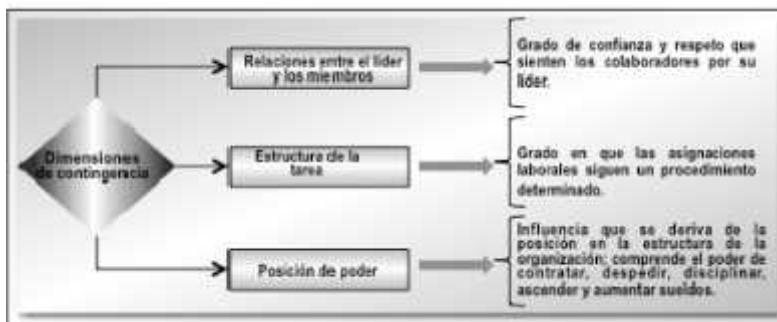 Dimensiones
de contingencia
Relaciones entre el líder
y los miembros
Grado de confianza y respeto que
sienten los colaboradores por su
líder.
Estructura de la
tarea
Grado en que las asignaciones
laborales siguen un procedimiento
determinado.
Posición de poder
Influencia que se deriva de la
posición en la estructura de la
organización; comprende el poder de
contratar, despedir, disciplinar,
ascender y aumentar sueldos.